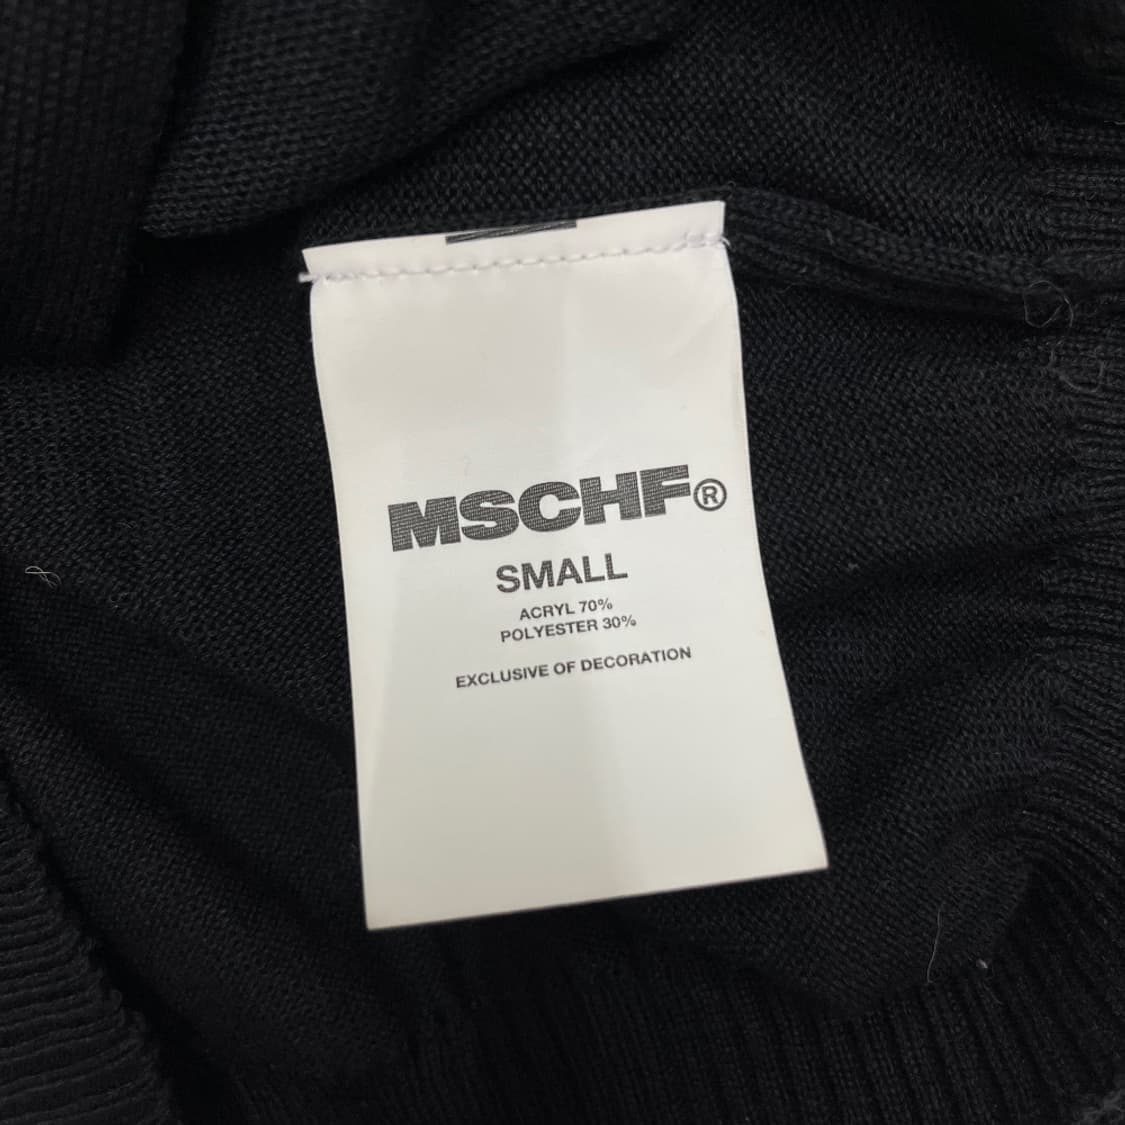 MSCHF®
SMALL
ACRYL 70%
POLYESTER 30%
EXCLUSIVE OF DECORATION